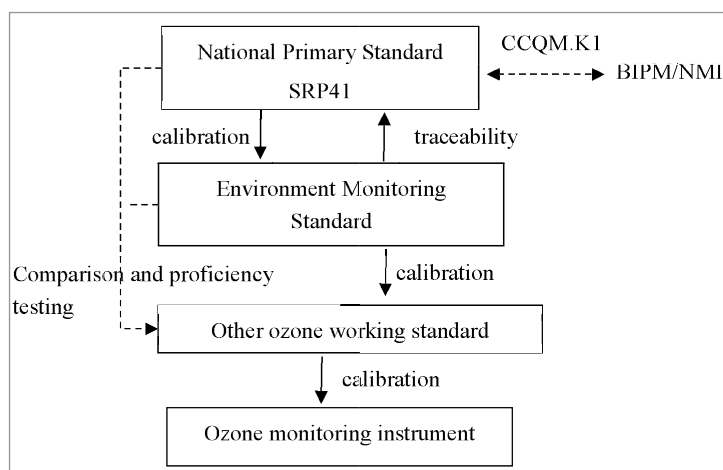 National Primary Standard
SRP41
CCQM.K1
BIPM/NMI
calibration
traceability
Environment Monitoring
Standard
calibration
Comparison and proficiency
testing
Other ozone working standard
calibration
Ozone monitoring instrument